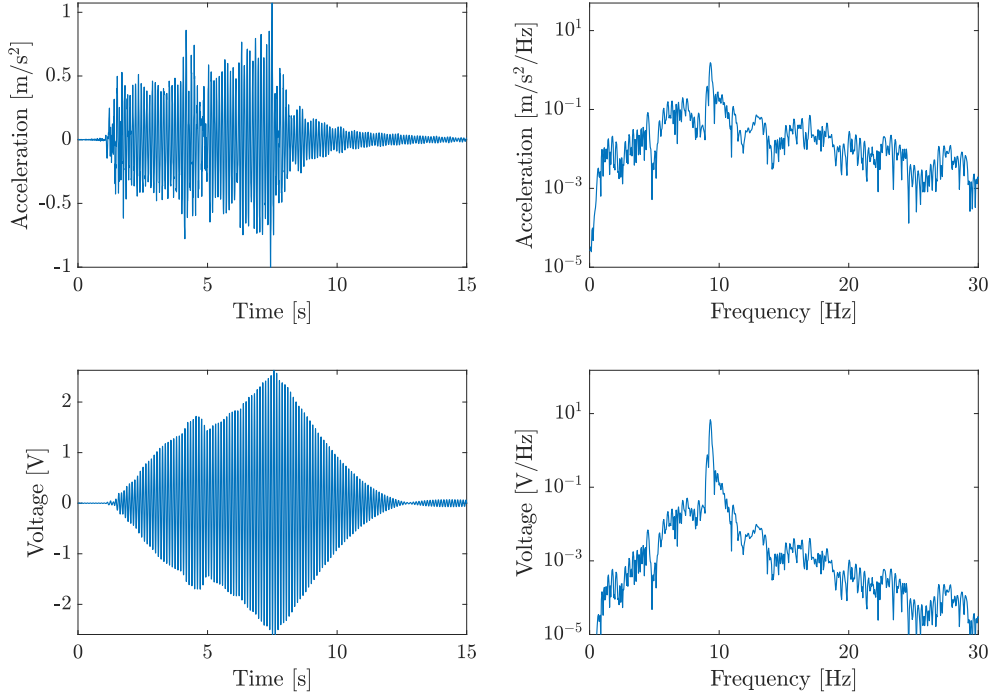 1
0.5
0
-0.5
-1
0 5 10 15
Time [s]
Acceleration [m/s²]
10¹
10⁻¹
10⁻³
10⁻⁵
0 10 20 30
Frequency [Hz]
Acceleration [m/s²/Hz]
2
1
0
-1
-2
0 5 10 15
Time [s]
Voltage [V]
10¹
10⁻¹
10⁻³
10⁻⁵
0 10 20 30
Frequency [Hz]
Voltage [V/Hz]